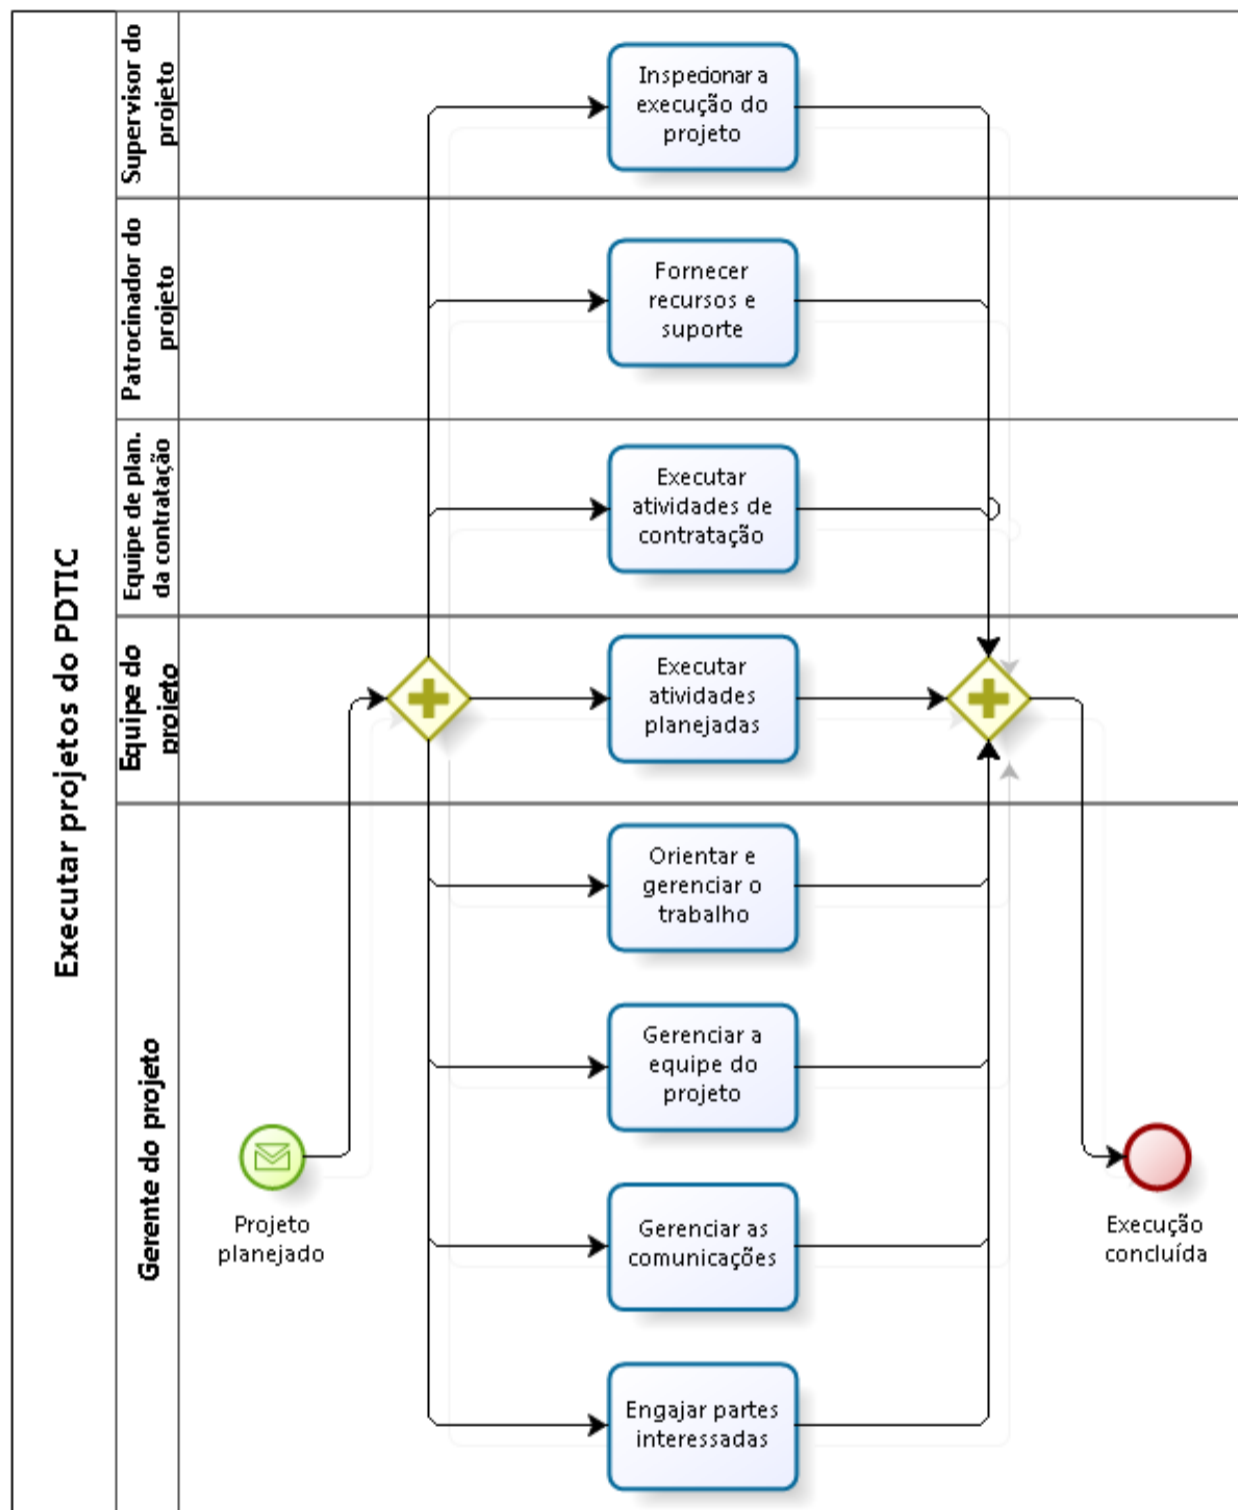 Executar projetos do PDTIC
Supervisor do
projeto
Inspecionar a
execução do
projeto
Patrocinador do
projeto
Fornecer
recursos e
suporte
Equipe de plan.
da contratação
Executar
atividades de
contratação
Equipe do
projeto
Executar
atividades
planejadas
Gerente do projeto
Orientar e
gerenciar o
trabalho
Gerenciar a
equipe do
projeto
Projeto
planejado
Gerenciar as
comunicações
Execução
concluída
Engajar partes
interessadas